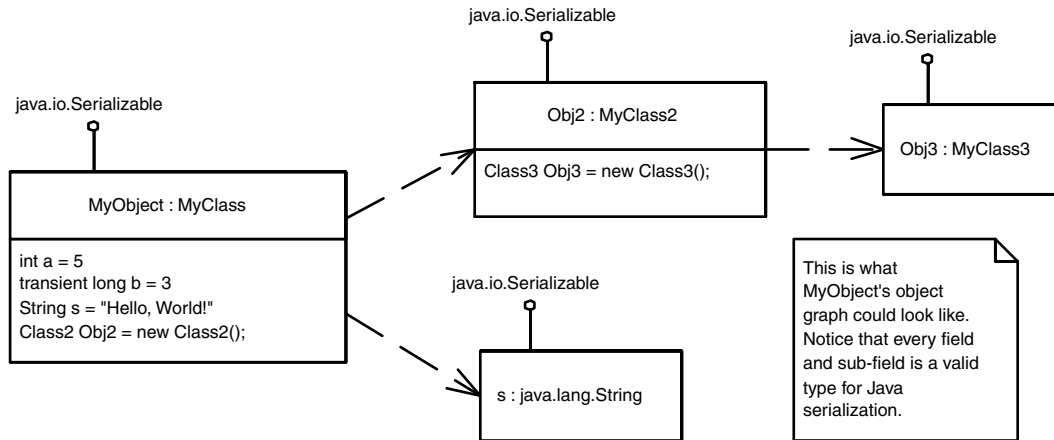 java.io.Serializable
java.io.Serializable
java.io.Serializable
Obj2 : MyClass2
Class3 Obj3 = new Class3();
Obj3 : MyClass3
MyObject : MyClass
int a = 5
transient long b = 3
String s = "Hello, World!"
Class2 Obj2 = new Class2();
java.io.Serializable
s : java.lang.String
This is what
MyObject's object
graph could look like.
Notice that every field
and sub-field is a valid
type for Java
serialization.